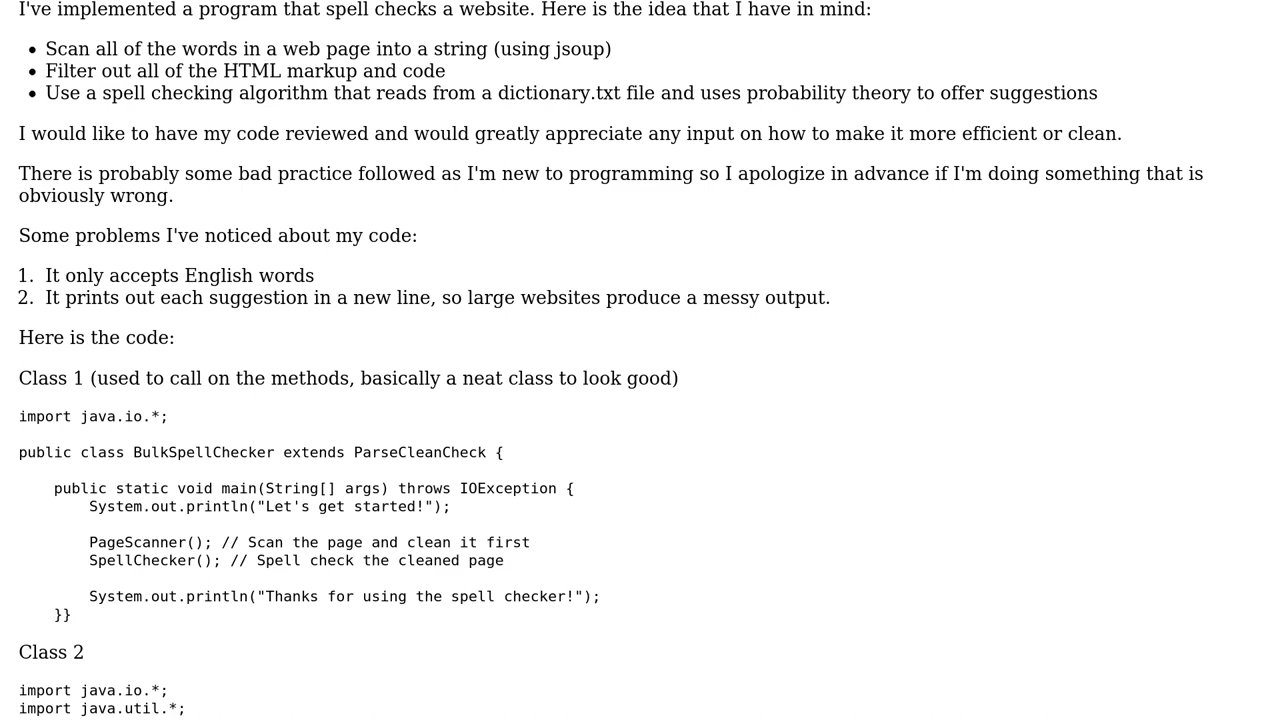 I've implemented a program that spell checks a website. Here is the idea that I have in mind:
• Scan all of the words in a web page into a string (using jsoup)
• Filter out all of the HTML markup and code
• Use a spell checking algorithm that reads from a dictionary.txt file and uses probability theory to offer suggestions
I would like to have my code reviewed and would greatly appreciate any input on how to make it more efficient or clean.
There is probably some bad practice followed as I'm new to programming so I apologize in advance if I'm doing something that is
obviously wrong.
Some problems I've noticed about my code:
1. It only accepts English words
2. It prints out each suggestion in a new line, so large websites produce a messy output.
Here is the code:
Class 1 (used to call on the methods, basically a neat class to look good)
import java.io.*;
public class BulkSpellChecker extends ParseCleanCheck {
    public static void main(String[] args) throws IOException {
        System.out.println("Let's get started!");
        PageScanner(); // Scan the page and clean it first
        SpellChecker(); // Spell check the cleaned page
        System.out.println("Thanks for using the spell checker!");
    }}
Class 2
import java.io.*;
import java.util.*;